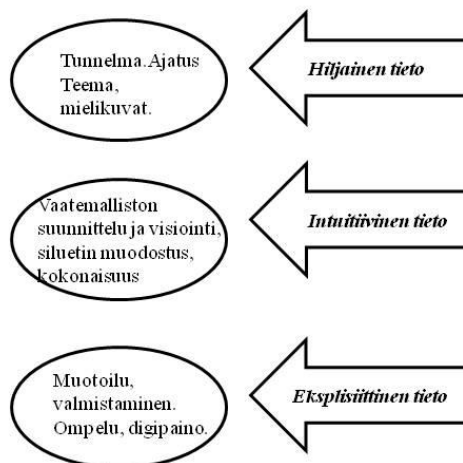 Tunnelma.Ajatus
Teema,
mielikuvat.
Hiljainen tieto
Vaatemalliston
suunnittelu ja visiointi,
siluetin muodostus,
kokonaisuus
Intuitiivinen tieto
Muotoilu,
valmistaminen.
Ompelu, digipaino.
Eksplisiittinen tieto